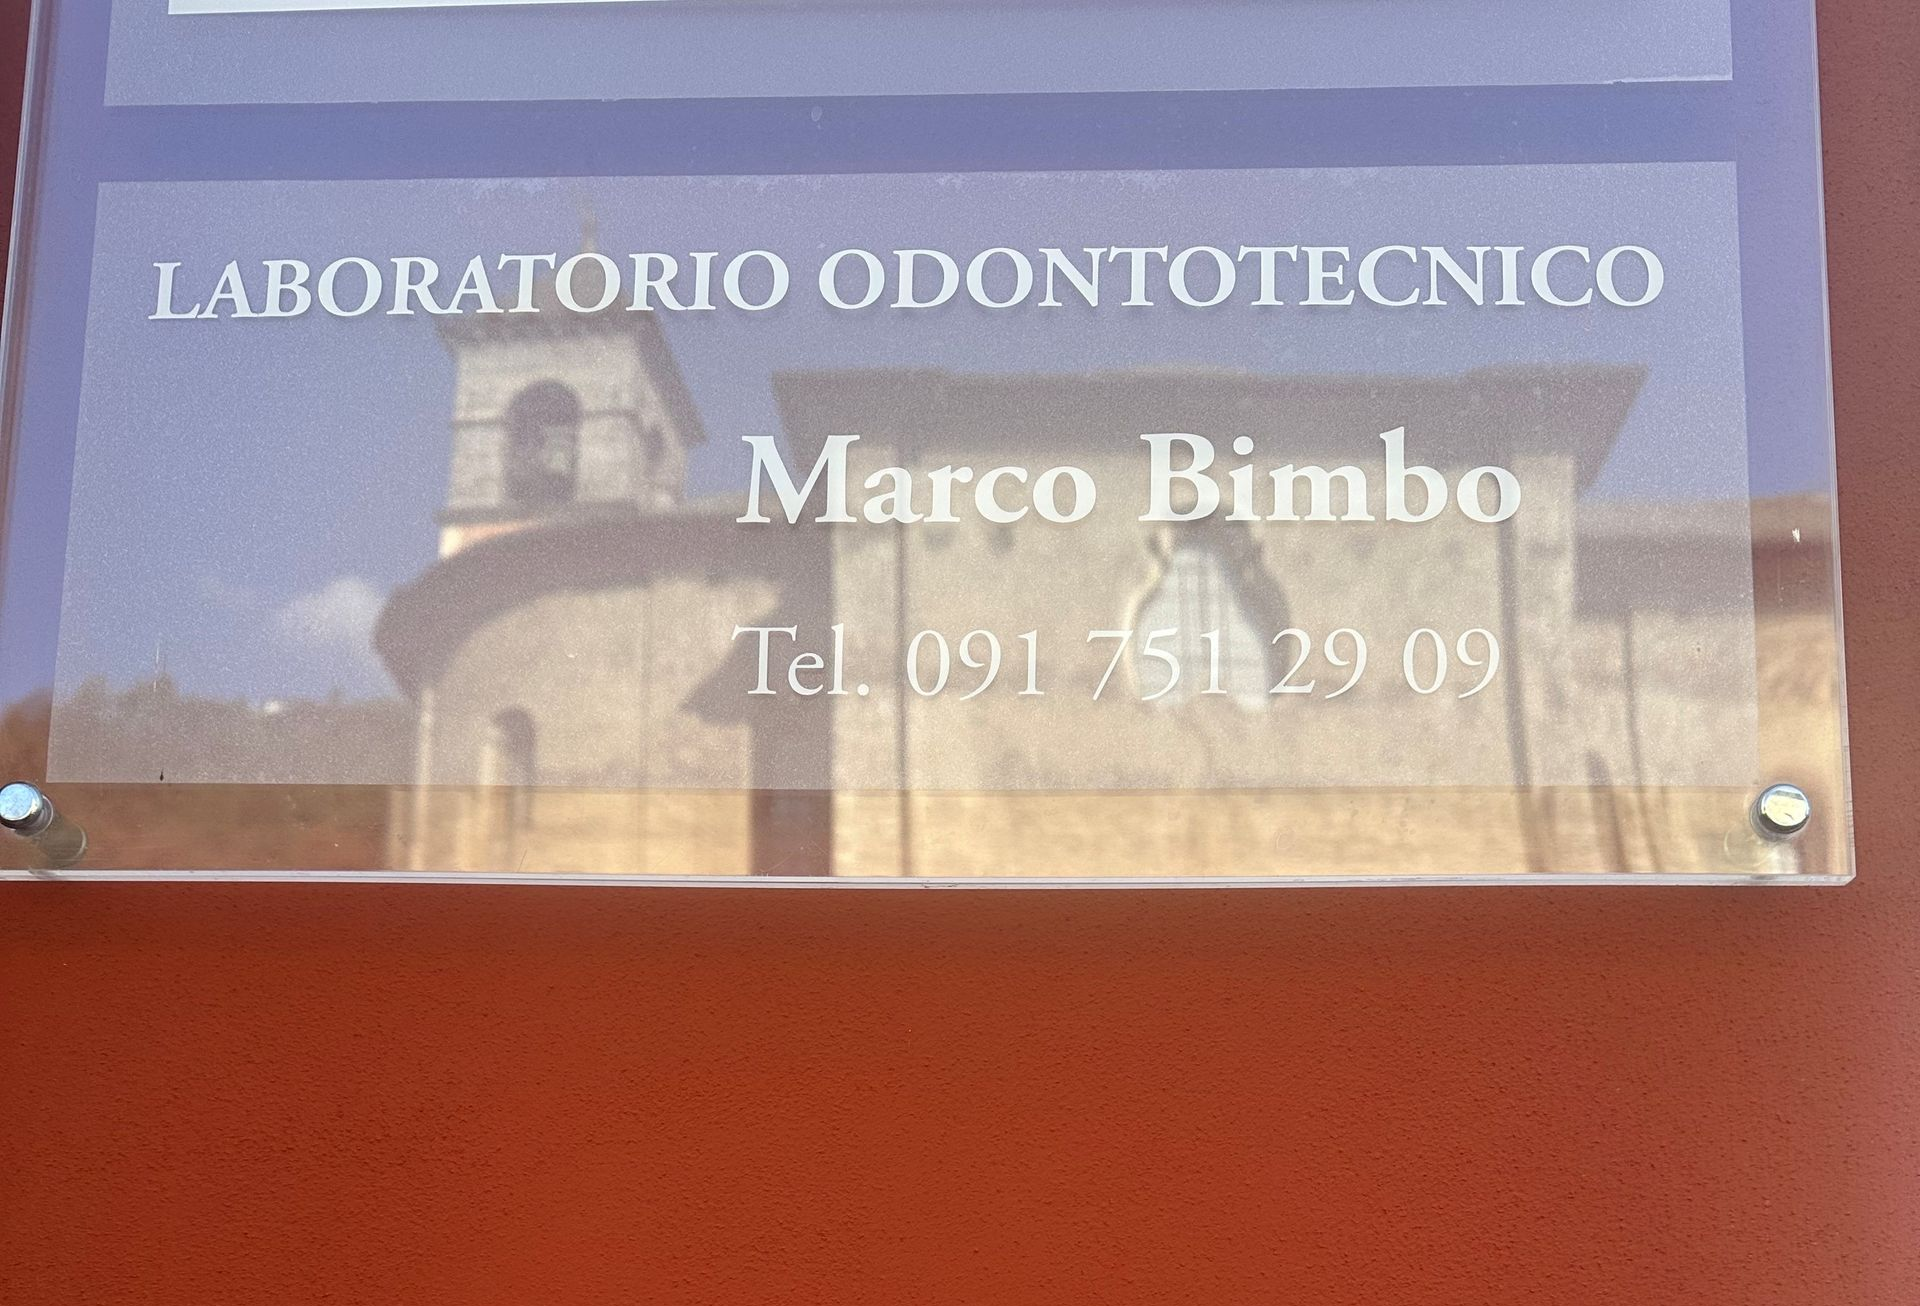 LABORATORIO ODONTOTECNICO
Marco Bimbo
Tel. 091 751 29 09